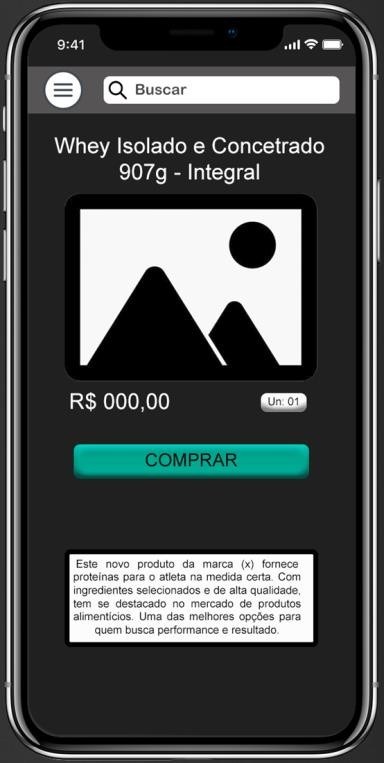 9:41
Buscar
Whey Isolado e Concetrado
907g - Integral
R$ 000,00
Un: 01
COMPRAR
Este novo produto da marca (x) fornece
proteínas para o atleta na medida certa. Com
ingredientes selecionados e de alta qualidade,
tem se destacado no mercado de produtos
alimentícios. Uma das melhores opções para
quem busca performance e resultado.